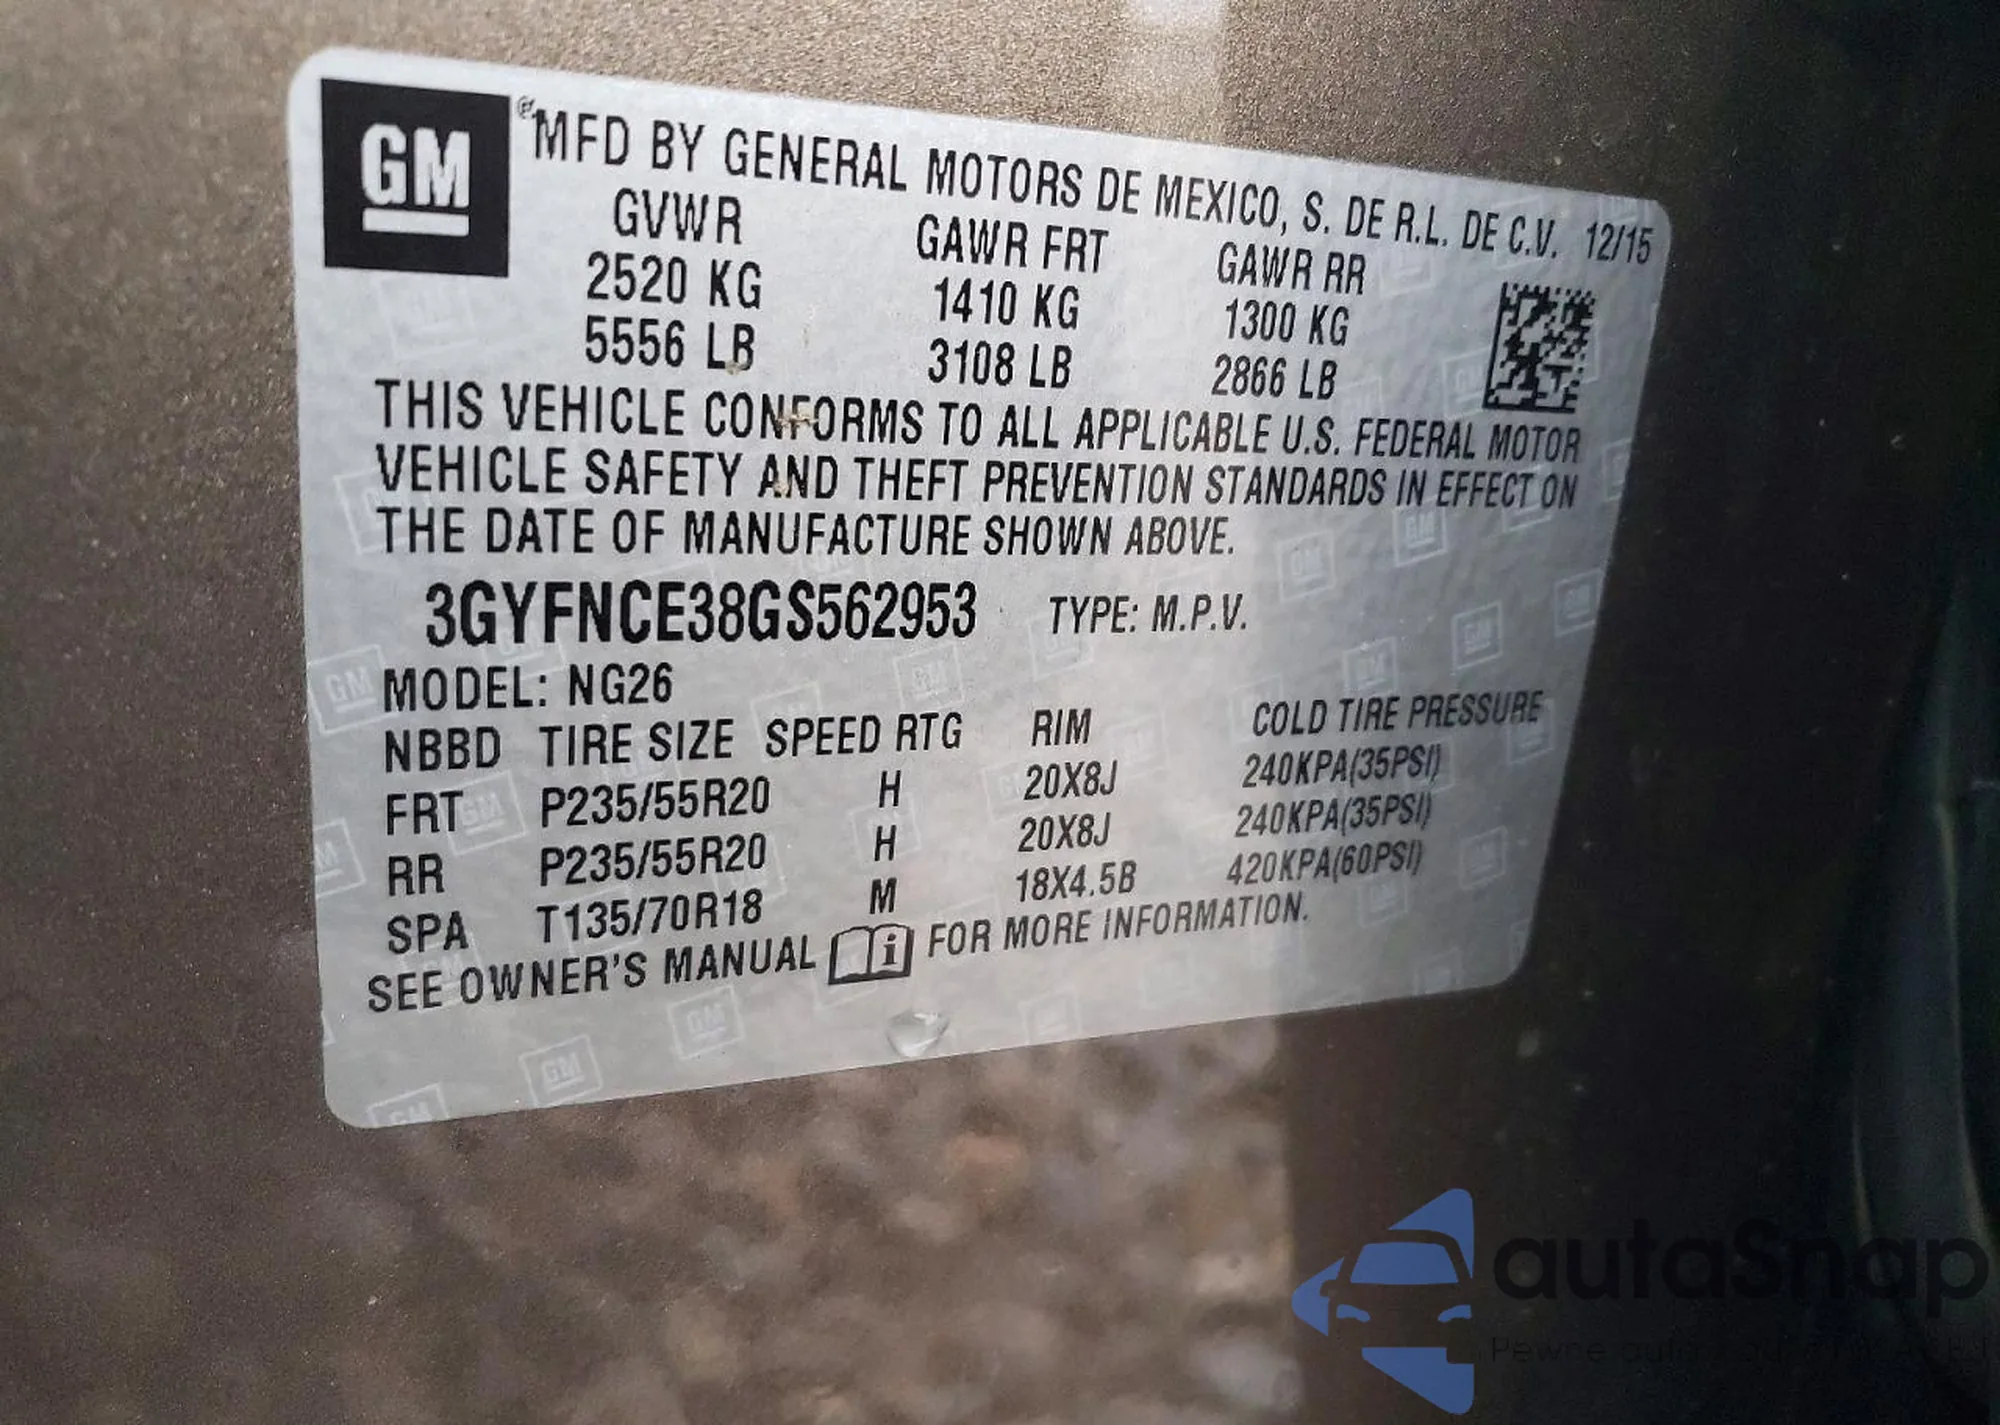 GM
MFD BY GENERAL MOTORS DE MEXICO, S. DE R.L. DE C.V. 12/15
GVWR GAWR FRT GAWR RR
2520 KG 1410 KG 1300 KG
5556 LB 3108 LB 2866 LB
THIS VEHICLE CONFORMS TO ALL APPLICABLE U.S. FEDERAL MOTOR
VEHICLE SAFETY AND THEFT PREVENTION STANDARDS IN EFFECT ON
THE DATE OF MANUFACTURE SHOWN ABOVE.
3GYFNCE38GS562953 TYPE: M.P.V.
MODEL: NG26
NBBD TIRE SIZE SPEED RTG RIM COLD TIRE PRESSURE
FRT P235/55R20 H 20X8J 240KPA(35PSI)
RR P235/55R20 H 20X8J 240KPA(35PSI)
SPA T135/70R18 M 18X4.5B 420KPA(60PSI)
SEE OWNER'S MANUAL FOR MORE INFORMATION.
autaSnap
Pewne auto